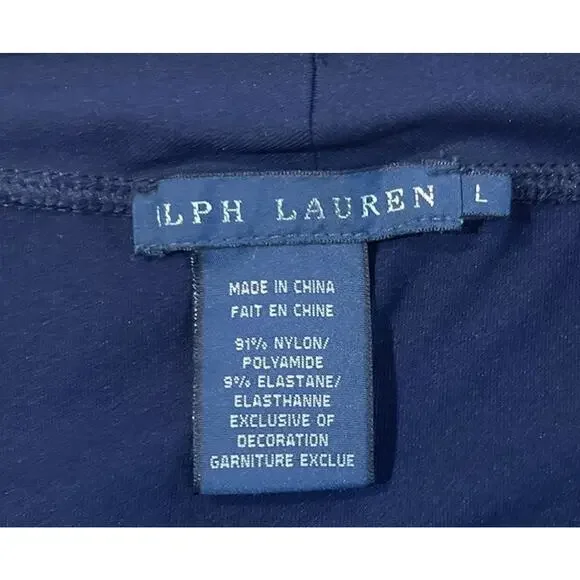 LPH LAUREN L
MADE IN CHINA
FAIT EN CHINE
91% NYLON/
POLYAMIDE
9% ELASTANE/
ELASTHANNE
EXCLUSIVE OF
DECORATION
GARNITURE EXCLUE